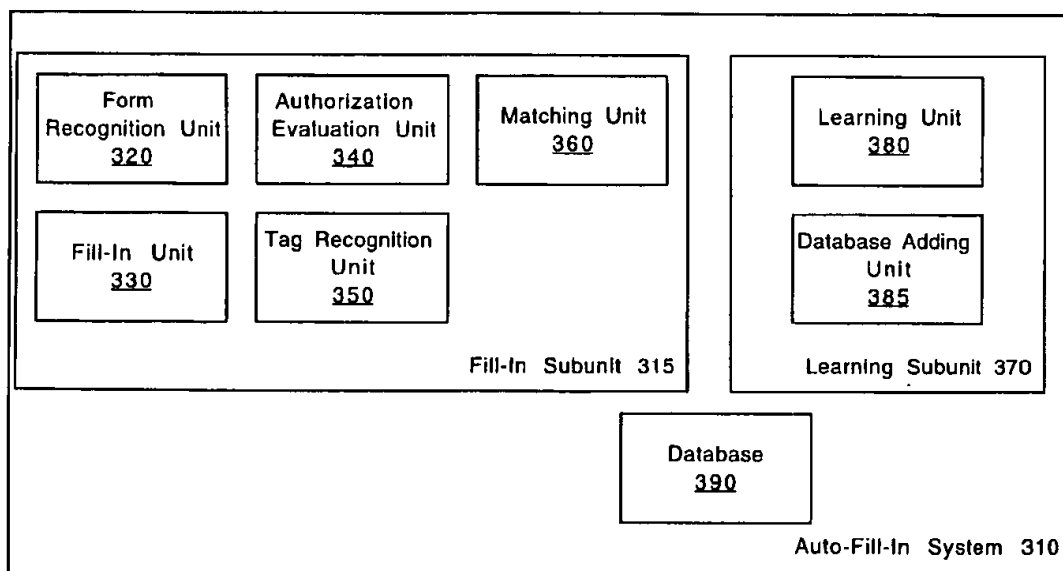 Form
Recognition Unit
320
Authorization
Evaluation Unit
340
Matching Unit
360
Fill-In Unit
330
Tag Recognition
Unit
350
Fill-In Subunit 315
Learning Unit
380
Database Adding
Unit
385
Learning Subunit 370
Database
390
Auto-Fill-In System 310